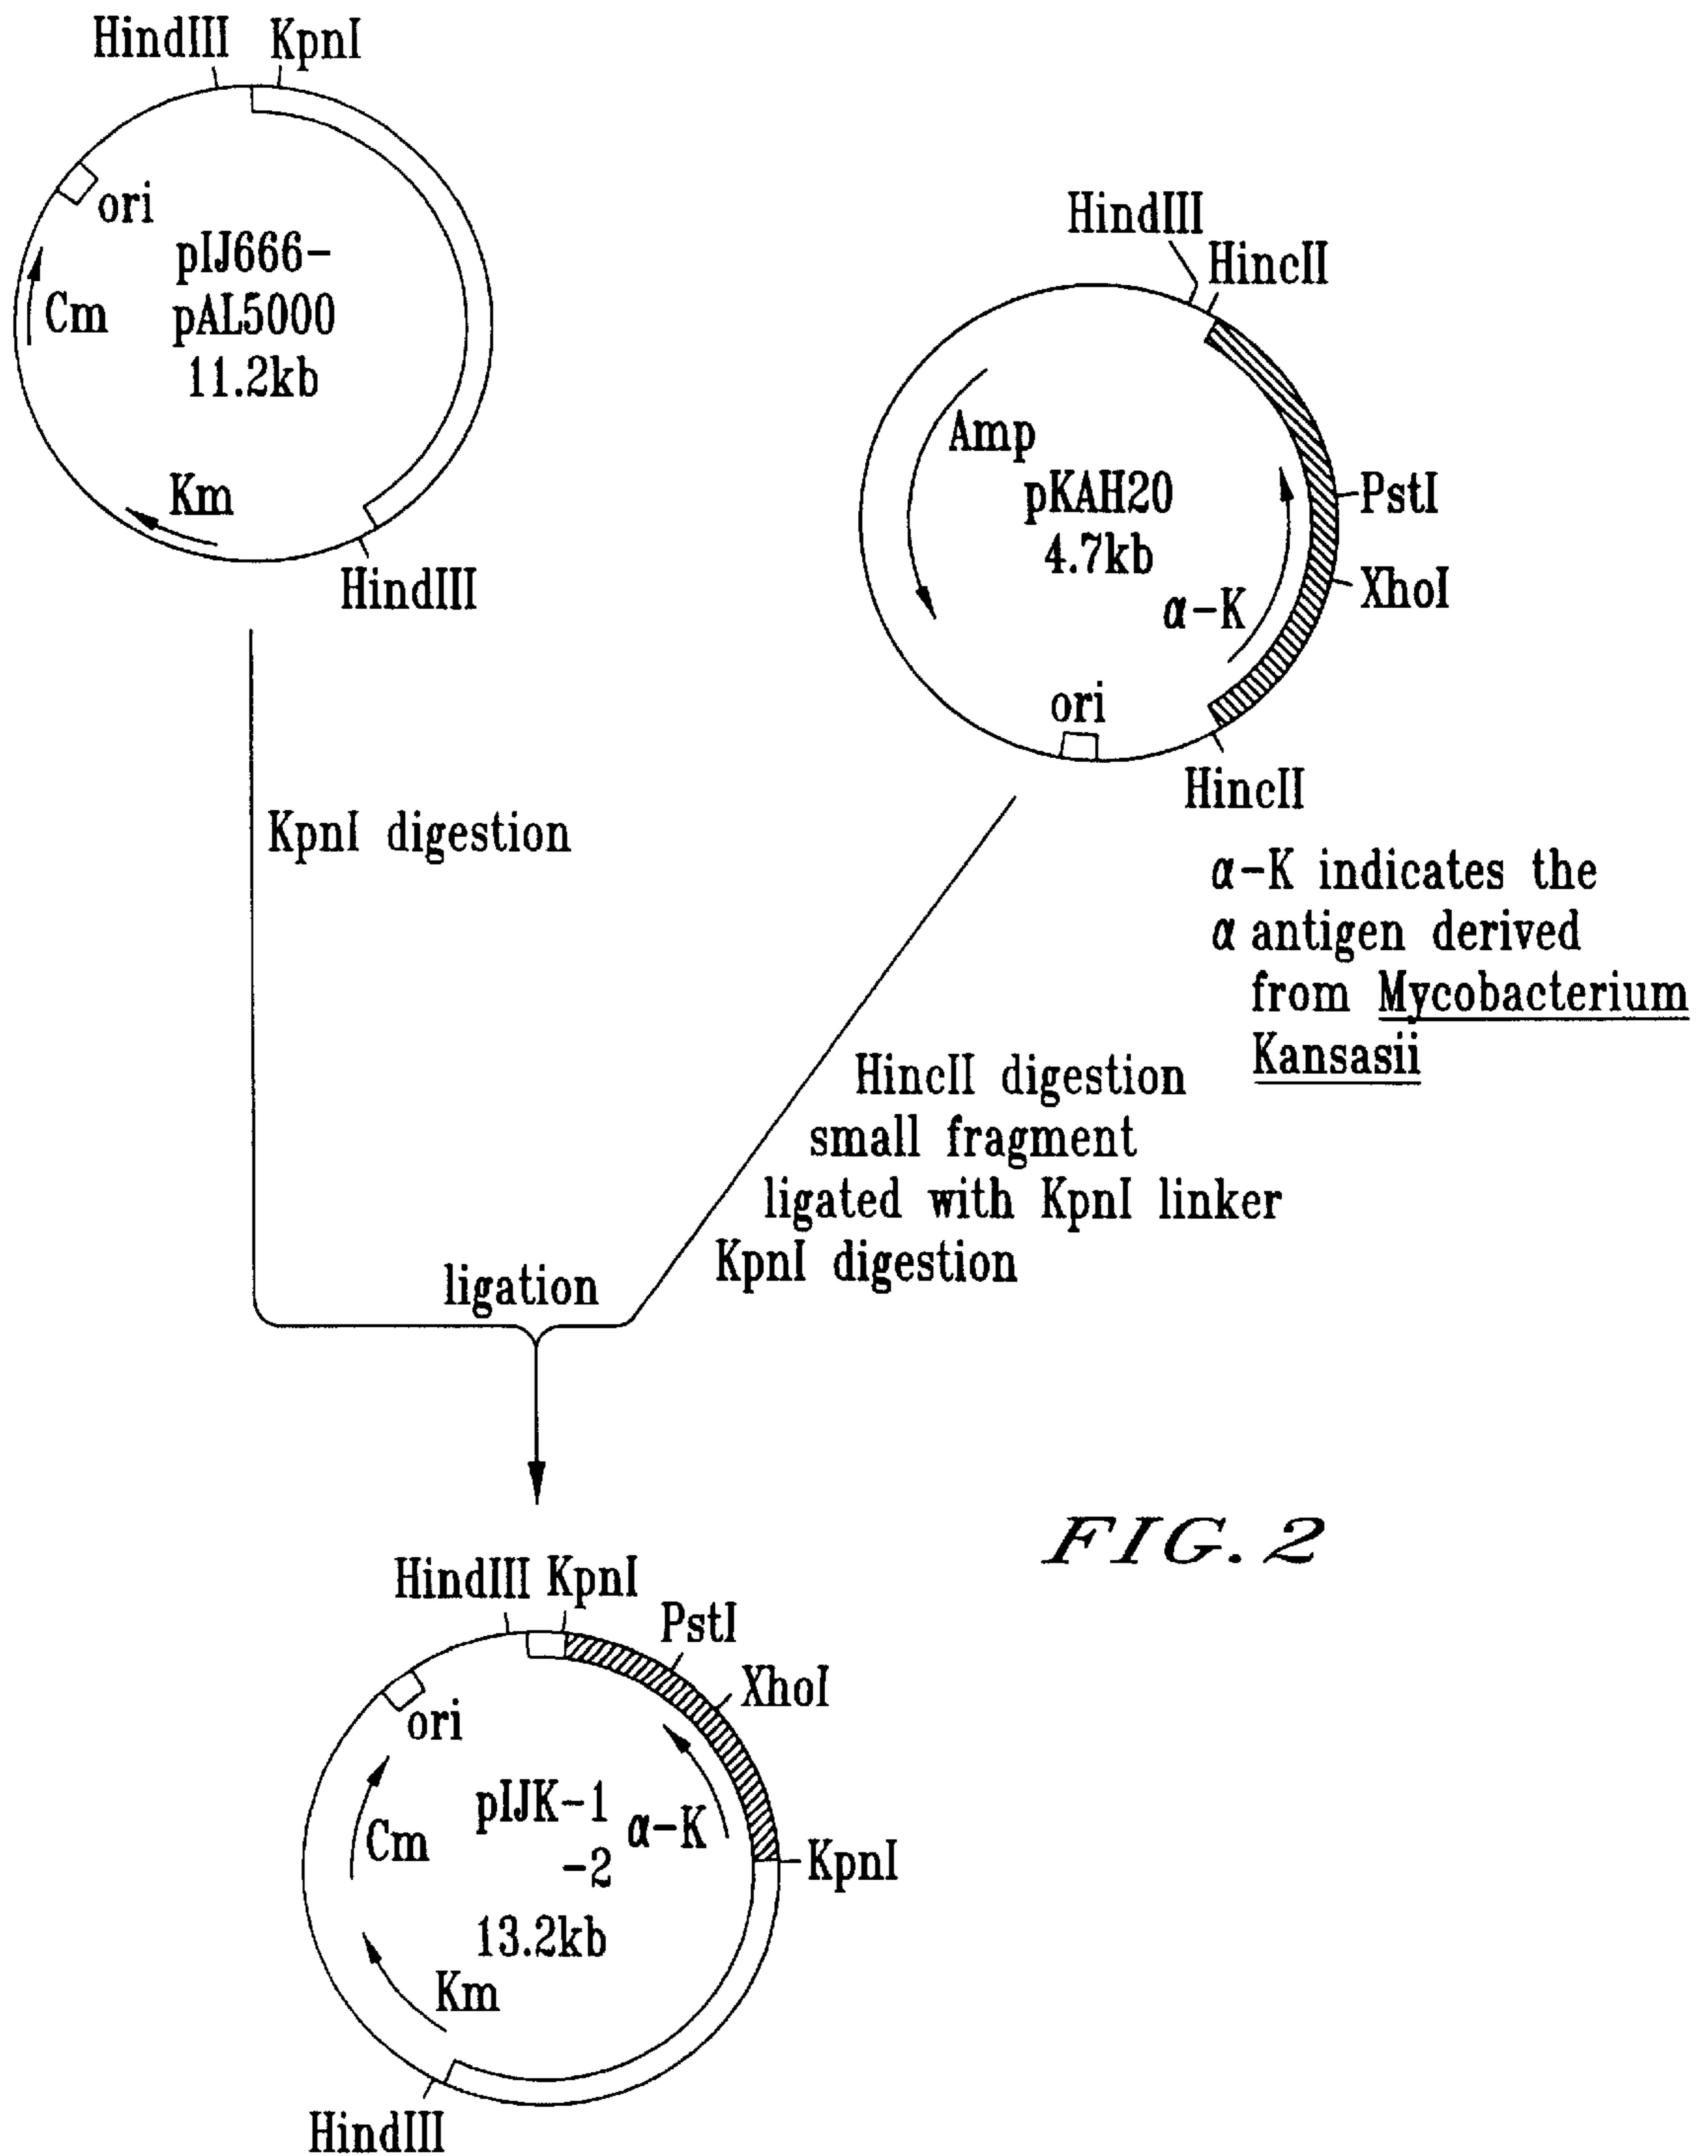 HindIII KpnI
ori
pIJ666-
pAL5000
11.2kb
Cm
Km
HindIII
HindIII
HincII
Amp
pKAH20
4.7kb
PstI
XhoI
α-K
ori
HincII
α-K indicates the
α antigen derived
from Mycobacterium
Kansasii
KpnI digestion
HincII digestion
small fragment
ligated with KpnI linker
KpnI digestion
ligation
FIG. 2
HindIII KpnI
PstI
XhoI
ori
pIJK-1
-2
13.2kb
α-K
Cm
KpnI
Km
HindIII